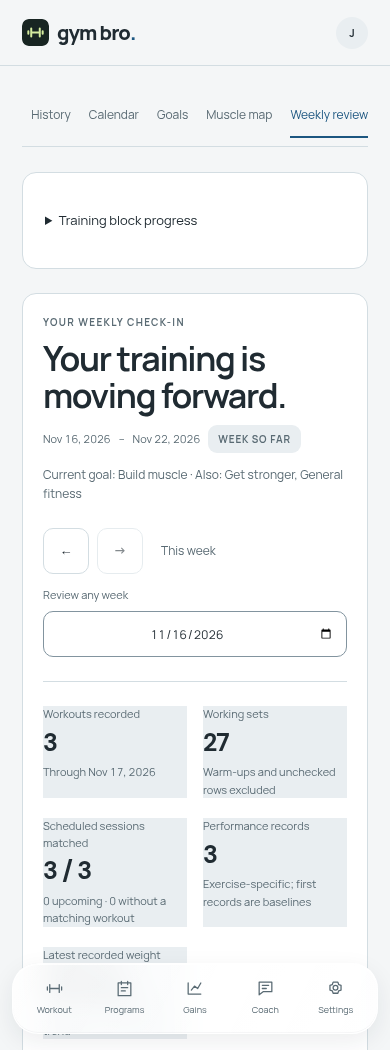 gym bro.
J
History Calendar Goals Muscle map Weekly review
▶ Training block progress
YOUR WEEKLY CHECK-IN
Your training is
moving forward.
Nov 16, 2026 – Nov 22, 2026 WEEK SO FAR
Current goal: Build muscle · Also: Get stronger, General
fitness
← → This week
Review any week
11/16/2026
Workouts recorded
3
Through Nov 17, 2026
Working sets
27
Warm-ups and unchecked
rows excluded
Scheduled sessions
matched
3 / 3
0 upcoming · 0 without a
matching workout
Performance records
3
Exercise-specific; first
records are baselines
Latest recorded weight
Workout Programs Gains Coach Settings